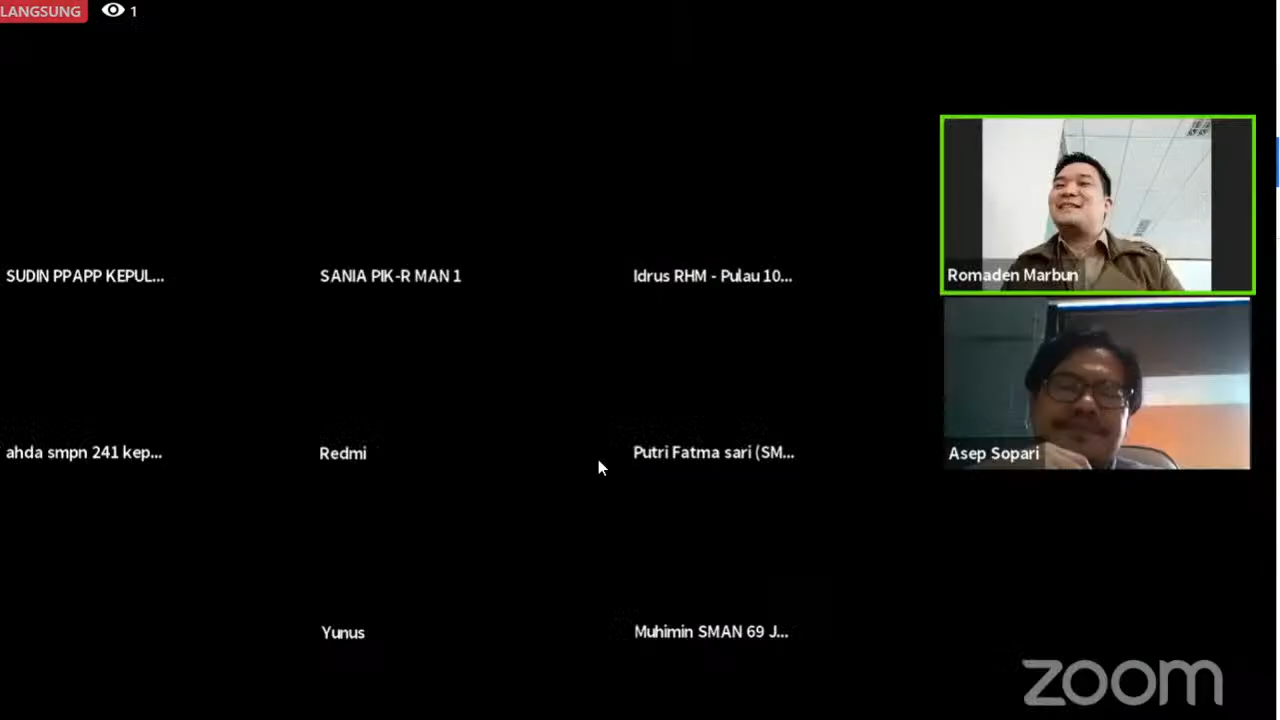 LANGSUNG 1
SUDIN PPAPP KEPUL...
SANIA PIK-R MAN 1
Idrus RHM - Pulau 10...
Romaden Marbun
ahda smpn 241 kep...
Redmi
Putri Fatma sari (SM...
Asep Sopari
Yunus
Muhimin SMAN 69 J...
zoom